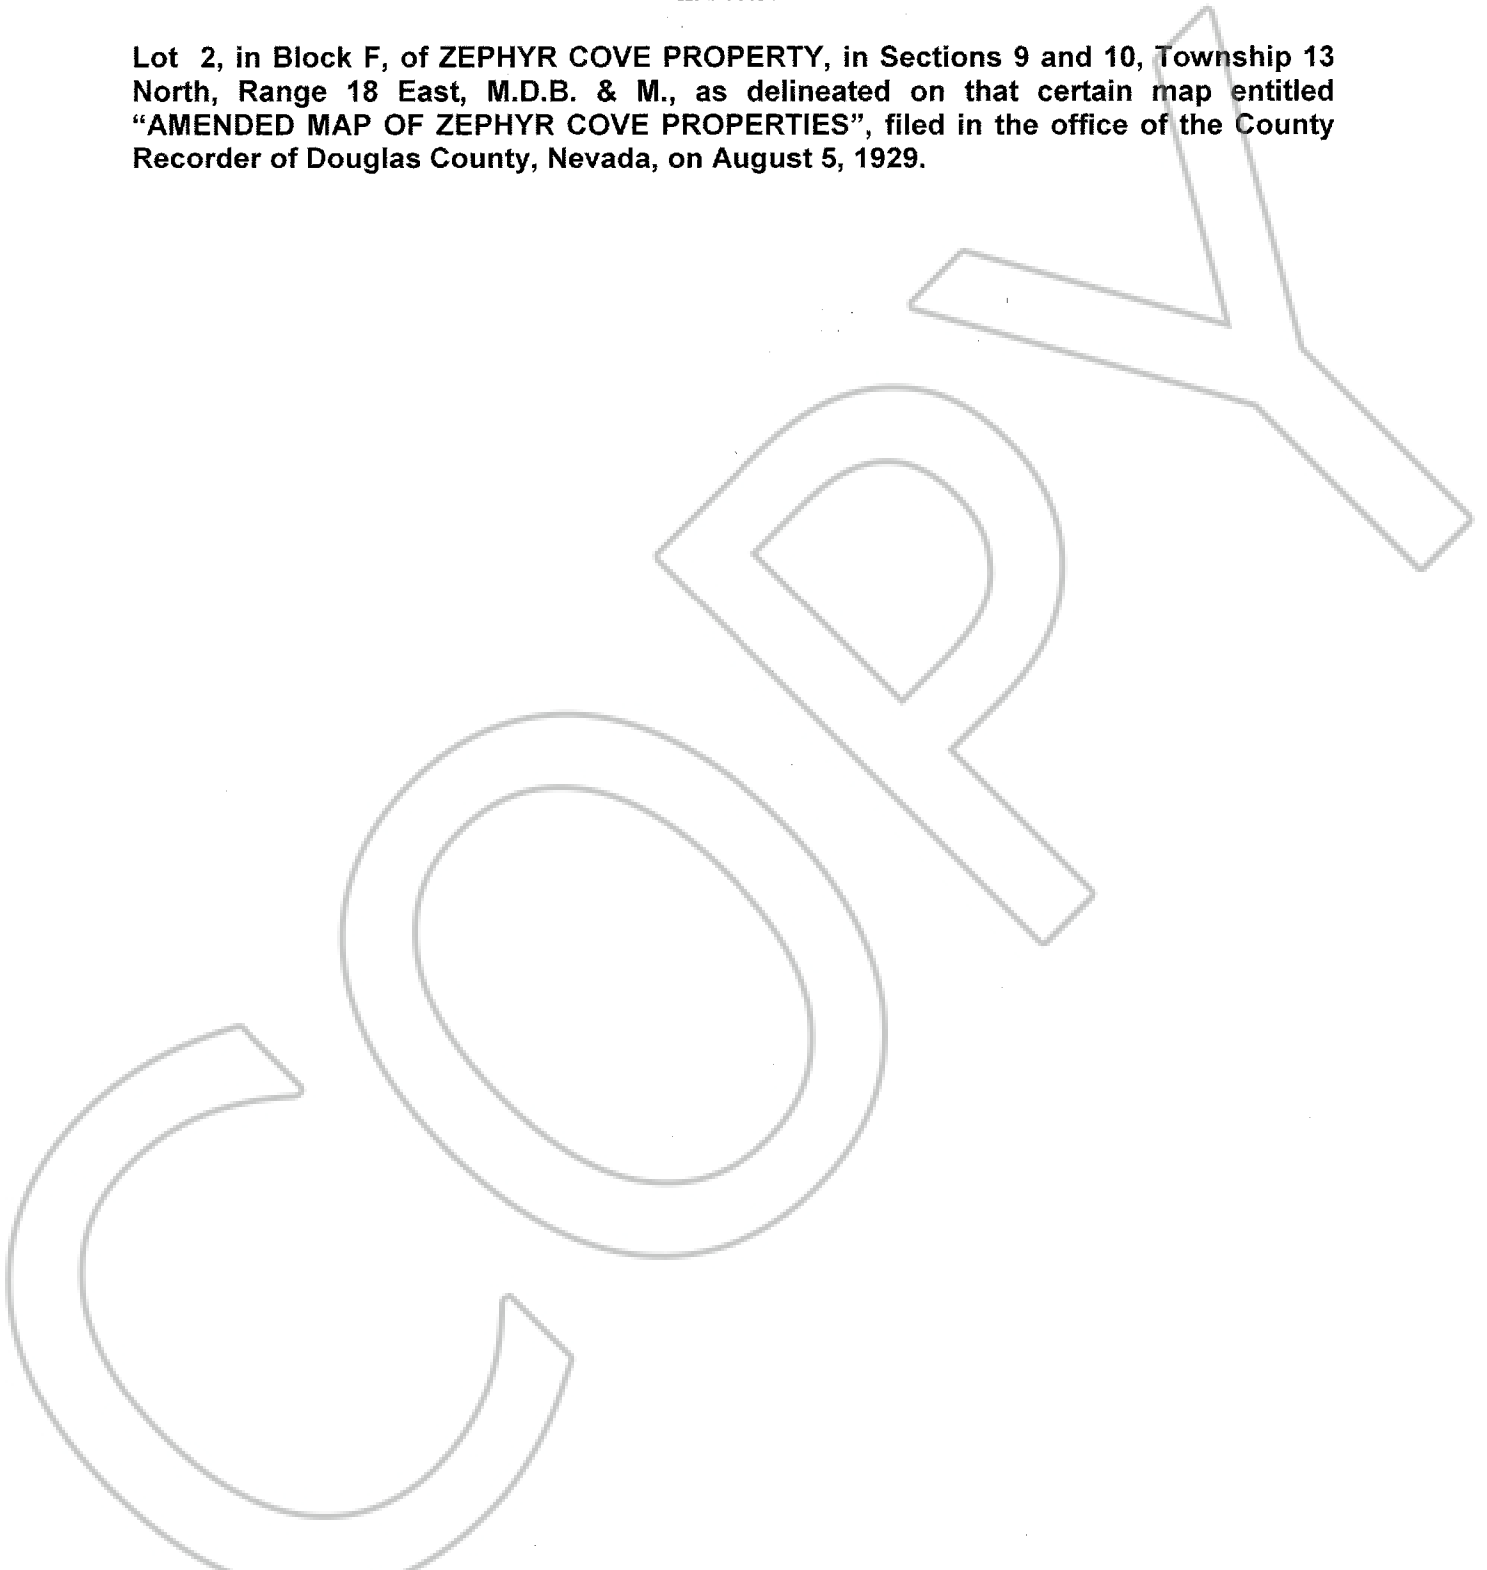 Lot 2, in Block F, of ZEPHYR COVE PROPERTY, in Sections 9 and 10, Township 13
North, Range 18 East, M.D.B. & M., as delineated on that certain map entitled
“AMENDED MAP OF ZEPHYR COVE PROPERTIES”, filed in the office of the County
Recorder of Douglas County, Nevada, on August 5, 1929.
COPY